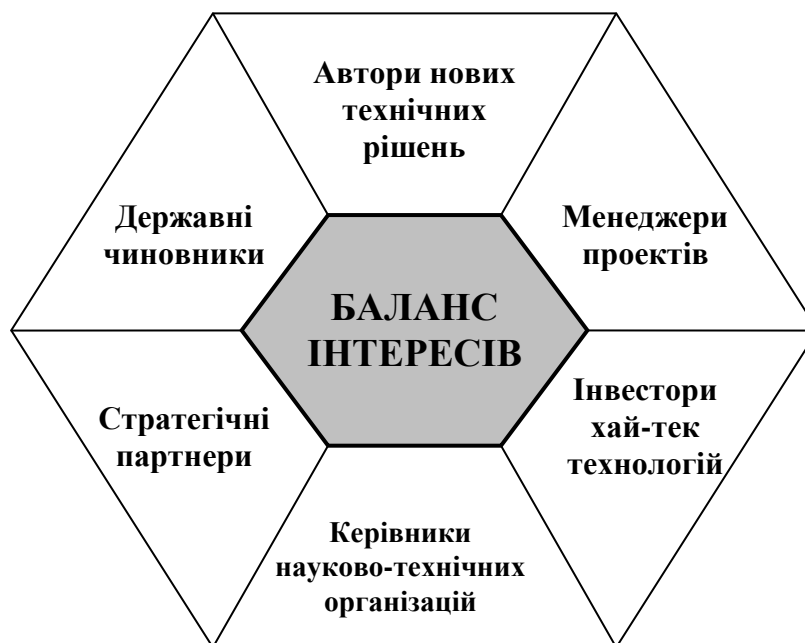 Автори нових
технічних
рішень
Державні
чиновники
Менеджери
проектів
БАЛАНС
ІНТЕРЕСІВ
Стратегічні
партнери
Інвестори
хай-тек
технологій
Керівники
науково-технічних
організацій